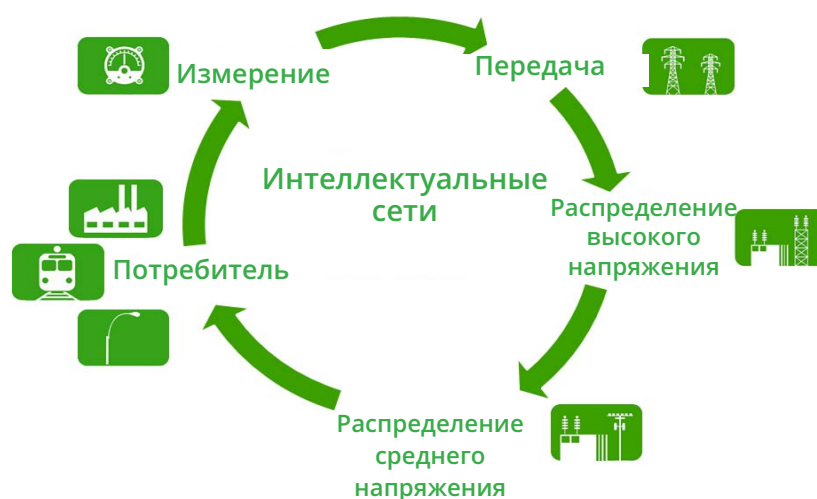 Измерение
Передача
Интеллектуальные
сети
Распределение
высокого
напряжения
Потребитель
Распределение
среднего
напряжения